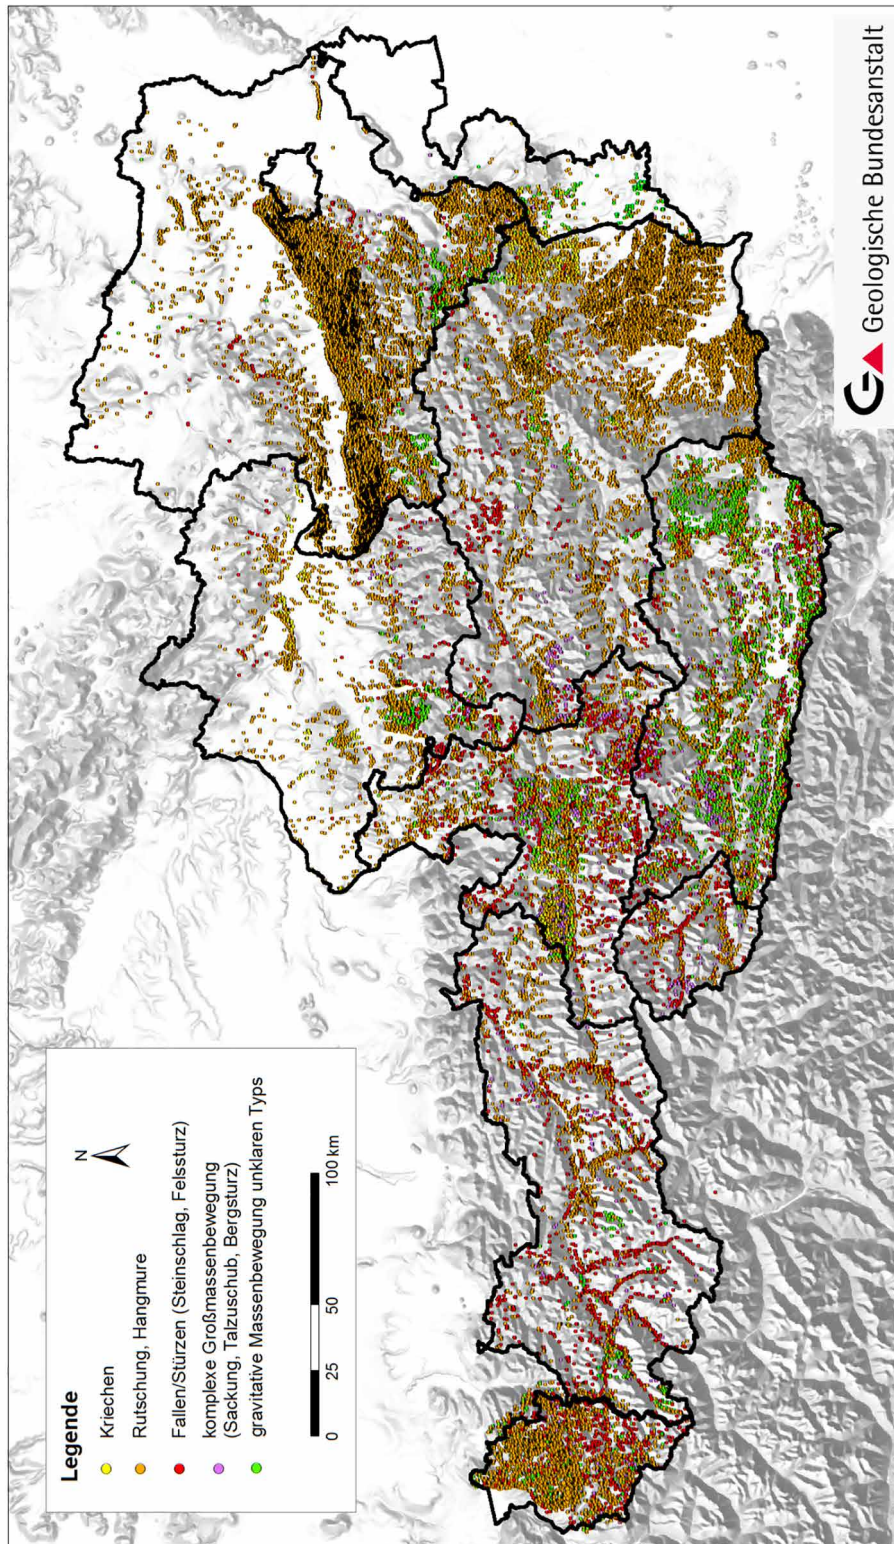 Legende
Kriechen
Rutschung, Hangmure
Fallen/Stürzen (Steinschlag, Felssturz)
komplexe Großmassenbewegung
(Sackung, Talzuschub, Bergsturz)
gravitative Massenbewegung unklaren Typs
N
0 25 50 100 km
Geologische Bundesanstalt